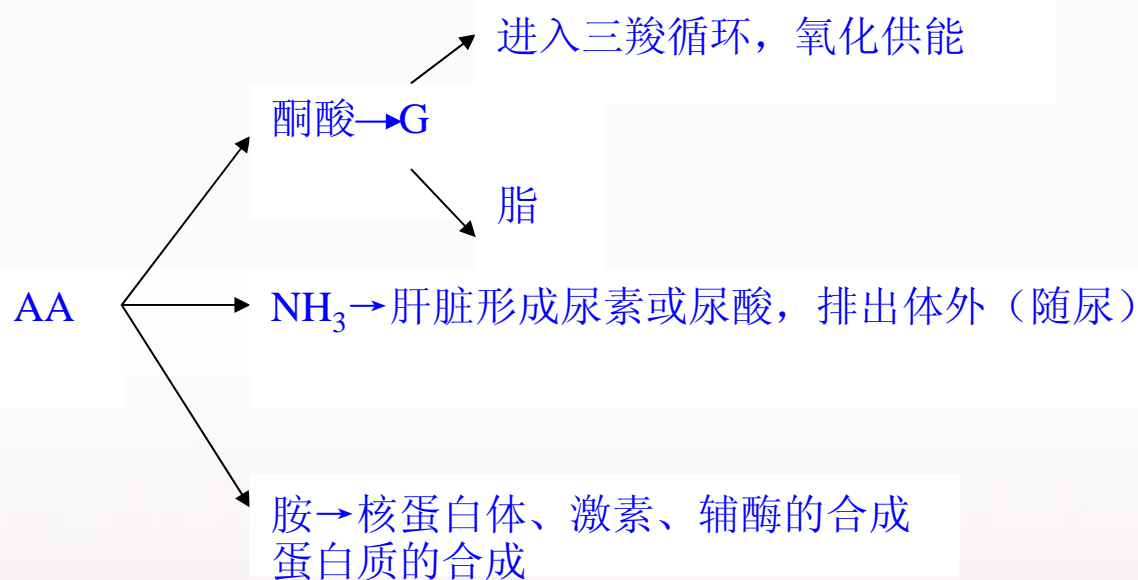 进入三羧循环，氧化供能
酮酸→G
脂
AA
NH₃→肝脏形成尿素或尿酸，排出体外（随尿）
胺→核蛋白体、激素、辅酶的合成
蛋白质的合成